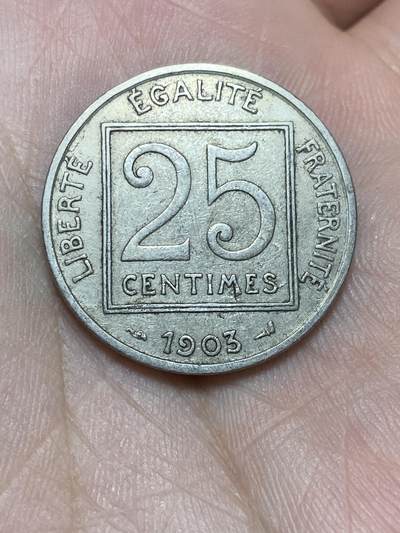 LIBERTÉ
ÉGALITÉ
FRATERNITÉ
25
CENTIMES
1903